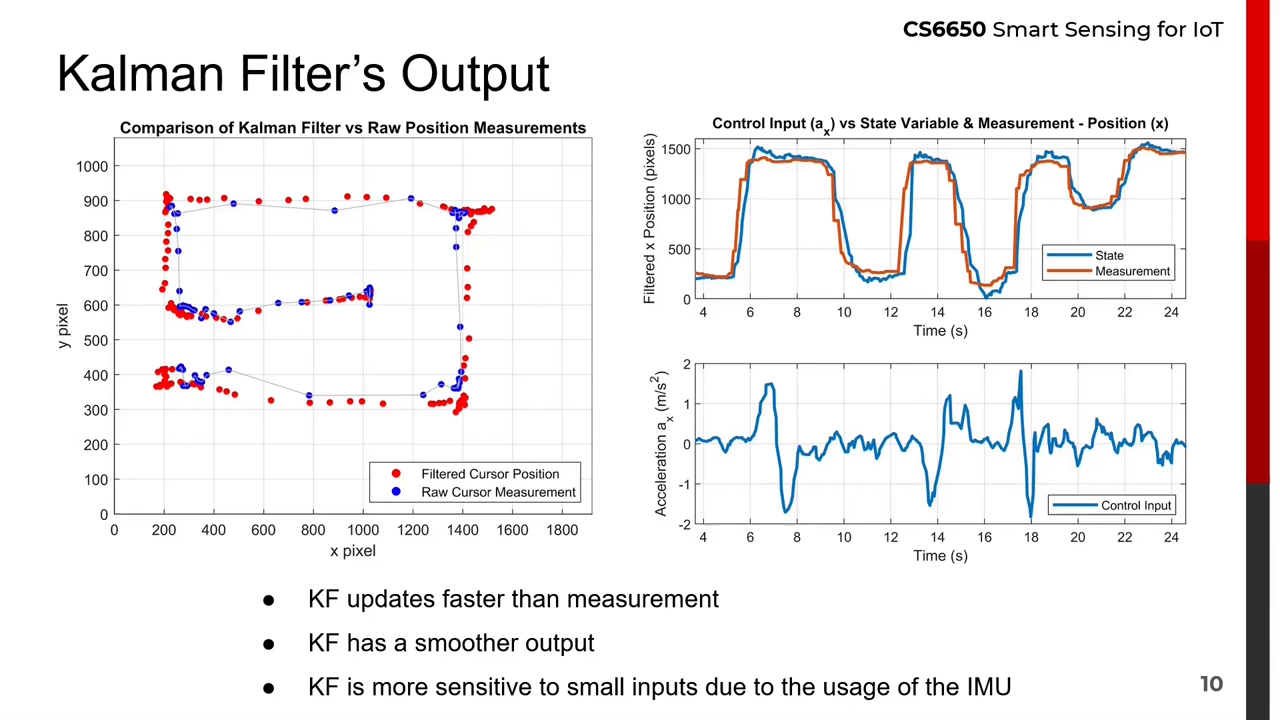 CS6650 Smart Sensing for IoT
Kalman Filter's Output
Comparison of Kalman Filter vs Raw Position Measurements
1000
900
800
700
600
500
400
300
200
100
0
y pixel
0 200 400 600 800 1000 1200 1400 1600 1800
x pixel
Filtered Cursor Position
Raw Cursor Measurement
Control Input (ax) vs State Variable & Measurement - Position (x)
1500
1000
500
0
Filtered x Position (pixels)
4 6 8 10 12 14 16 18 20 22 24
Time (s)
State
Measurement
2
1
0
-1
-2
Acceleration ax (m/s2)
4 6 8 10 12 14 16 18 20 22 24
Time (s)
Control Input
● KF updates faster than measurement
● KF has a smoother output
● KF is more sensitive to small inputs due to the usage of the IMU
10